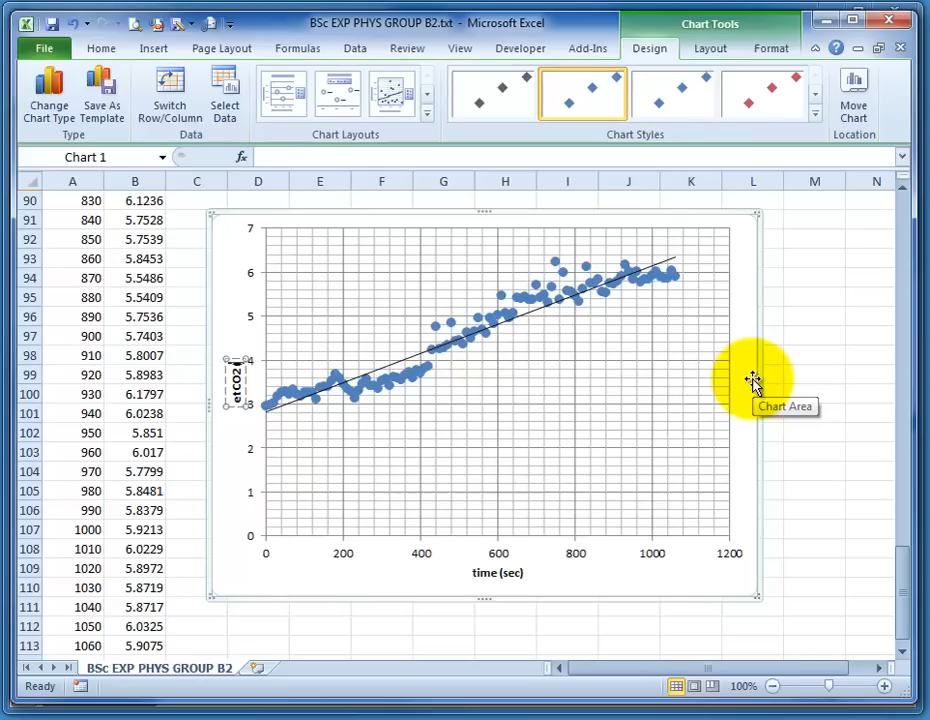 BSc EXP PHYS GROUP B2.txt - Microsoft Excel
Chart Tools
File Home Insert Page Layout Formulas Data Review View Developer Add-Ins Design Layout Format
Change Chart Type
Save As Template
Switch Row/Column
Select Data
Move Chart
Type Data Chart Layouts Chart Styles Location
Chart 1 fx
A B C D E F G H I J K L M N
90 830 6.1236
91 840 5.7528
92 850 5.7539
93 860 5.8453
94 870 5.5486
95 880 5.5409
96 890 5.7536
97 900 5.7403
98 910 5.8007
99 920 5.8983
100 930 6.1797
101 940 6.0238
102 950 5.851
103 960 6.017
104 970 5.7799
105 980 5.8481
106 990 5.8379
107 1000 5.9213
108 1010 6.0229
109 1020 5.8972
110 1030 5.8719
111 1040 5.8717
112 1050 6.0325
113 1060 5.9075
7
6
5
4
3
2
1
0
etCO2 (
0 200 400 600 800 1000 1200
time (sec)
Chart Area
BSc EXP PHYS GROUP B2
Ready 100%